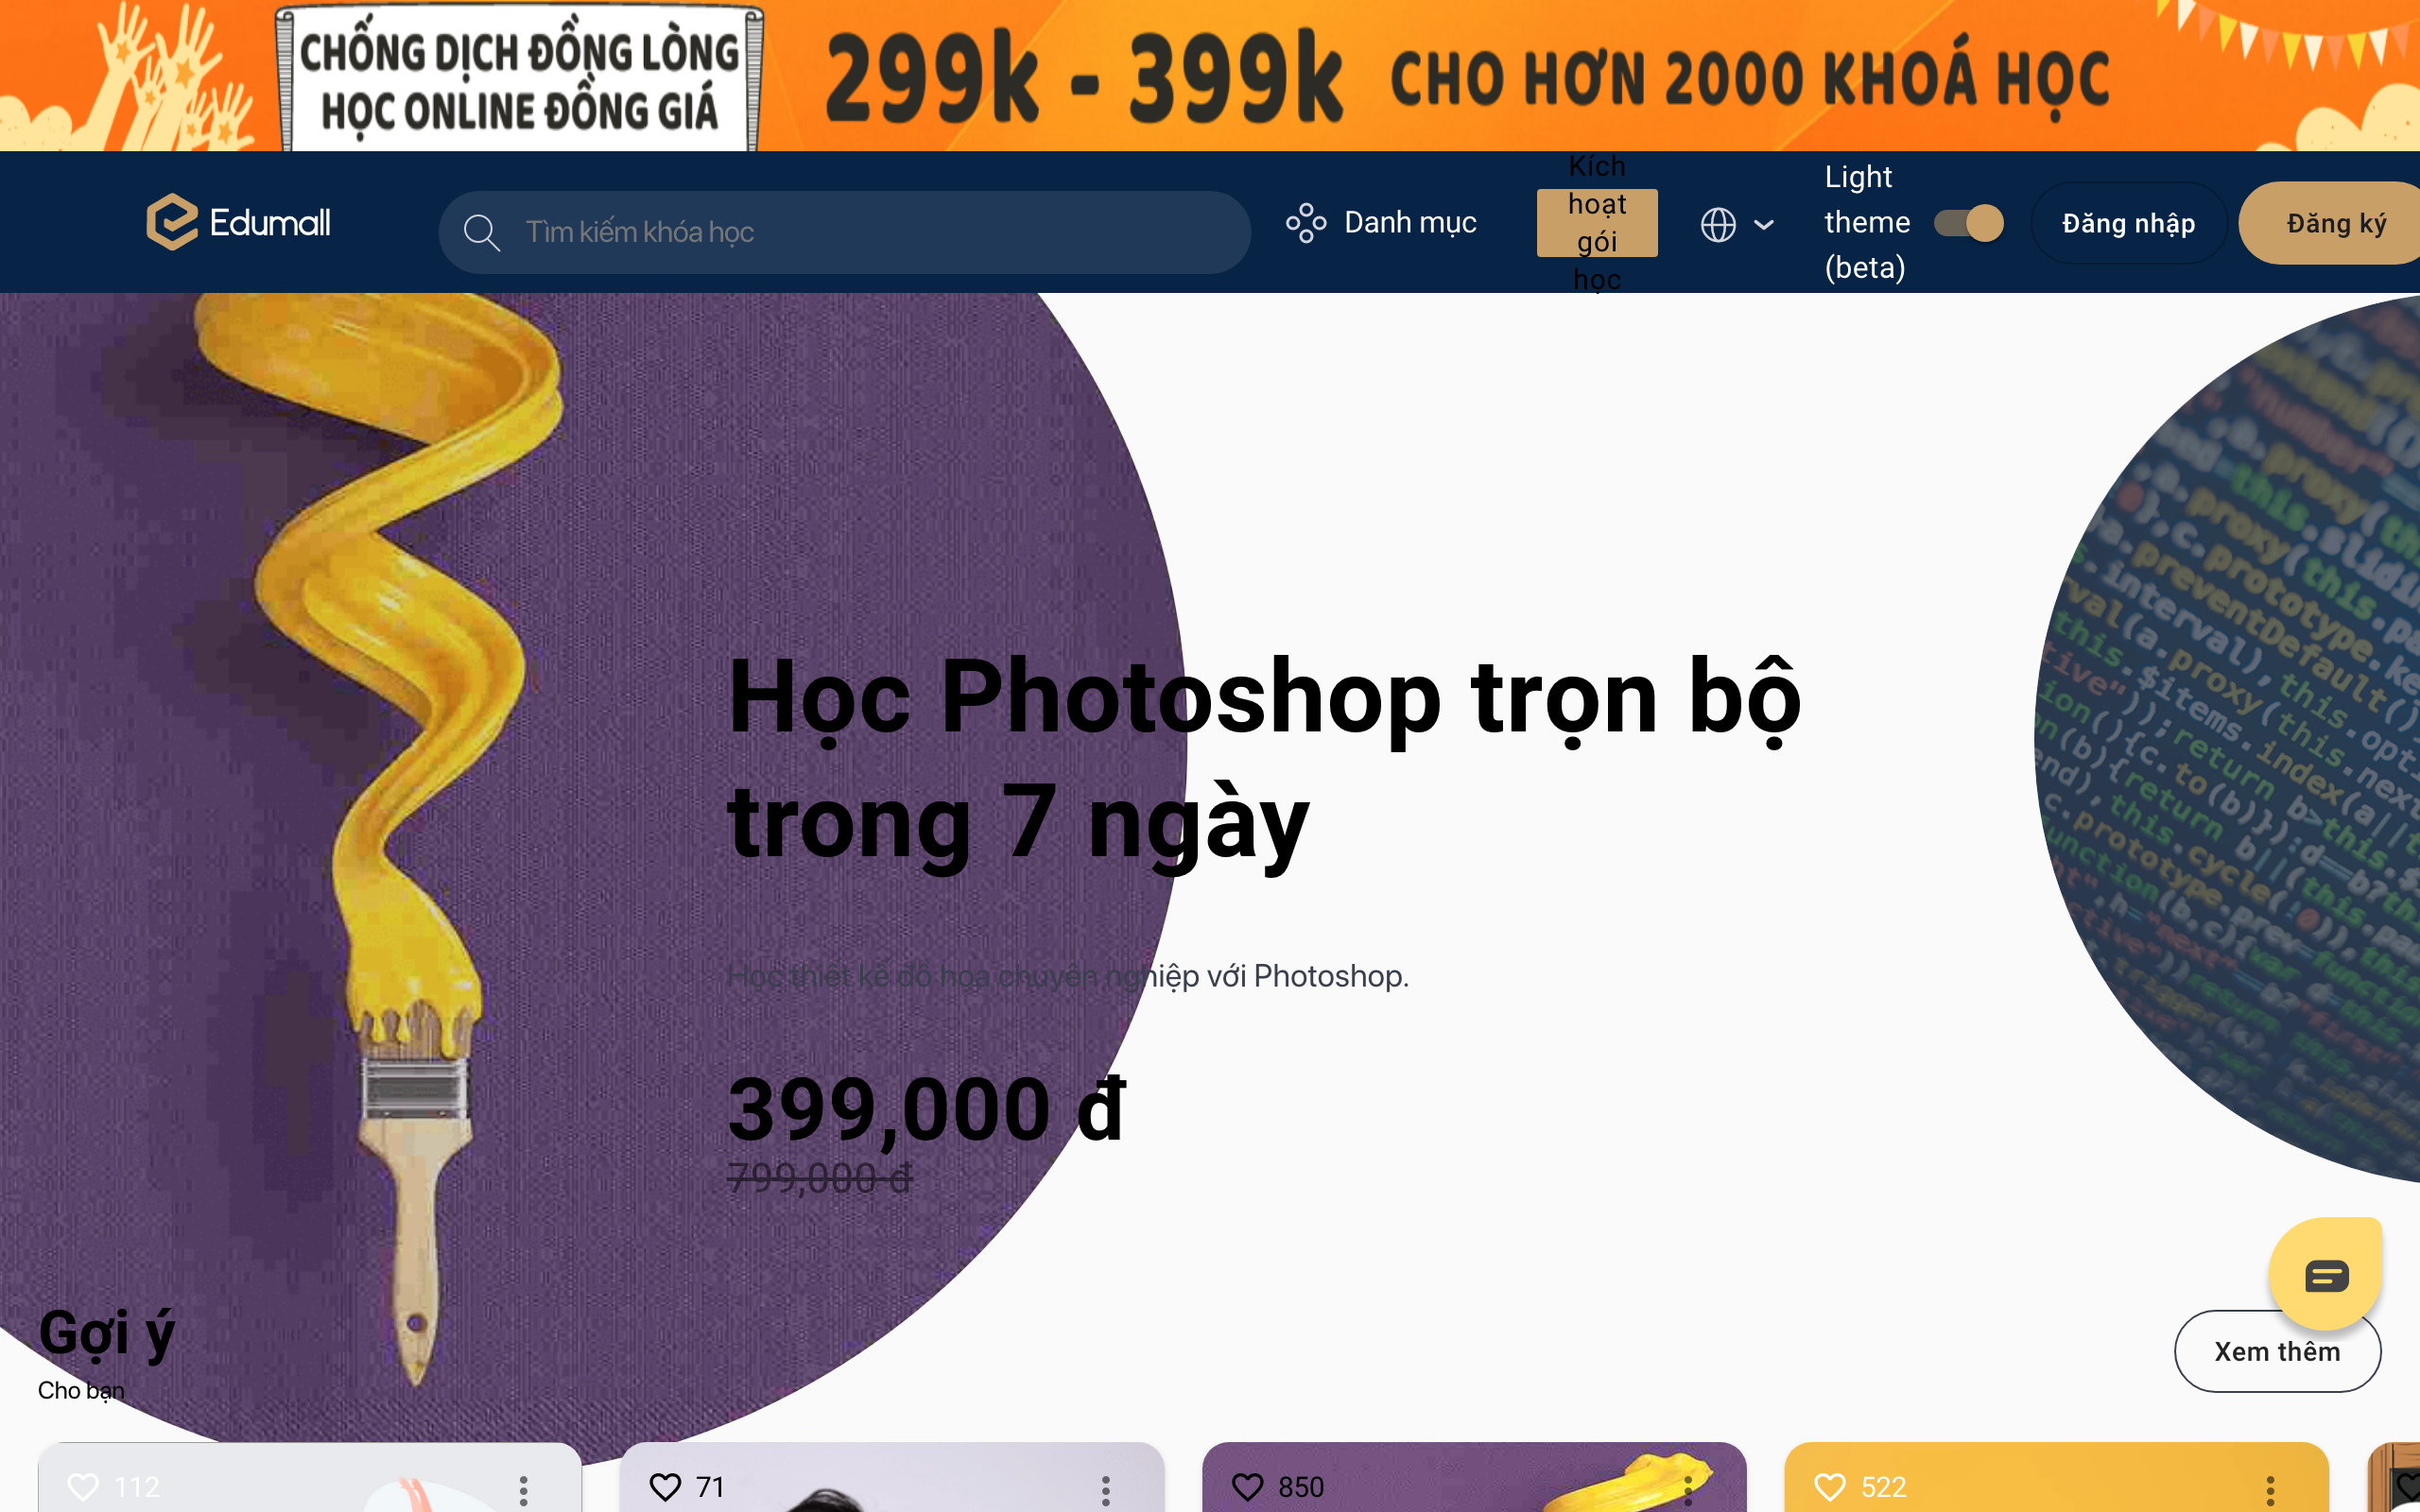 CHỐNG DỊCH ĐỒNG LÒNG
HỌC ONLINE ĐỒNG GIÁ
299k - 399k CHO HƠN 2000 KHOÁ HỌC
Edumall
Tìm kiếm khóa học
Danh mục
Kích
hoạt
gói
học
Light
theme
(beta)
Đăng nhập
Đăng ký
Học Photoshop trọn bộ
trong 7 ngày
Học thiết kế đồ họa chuyên nghiệp với Photoshop.
399,000 đ
799,000 đ
Gợi ý
Cho bạn
Xem thêm
112
71
850
522